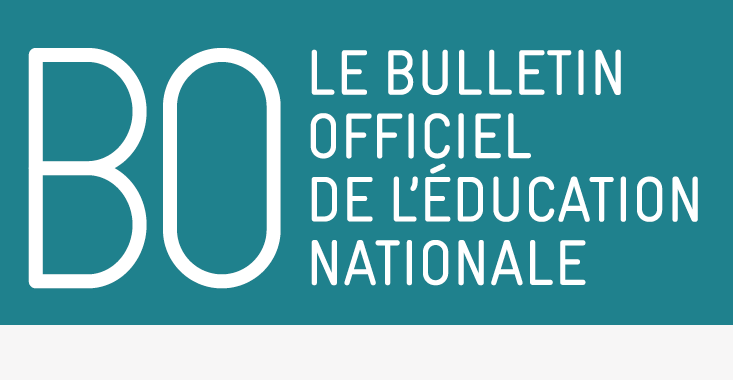 BO
LE BULLETIN
OFFICIEL
DE L’ÉDUCATION
NATIONALE